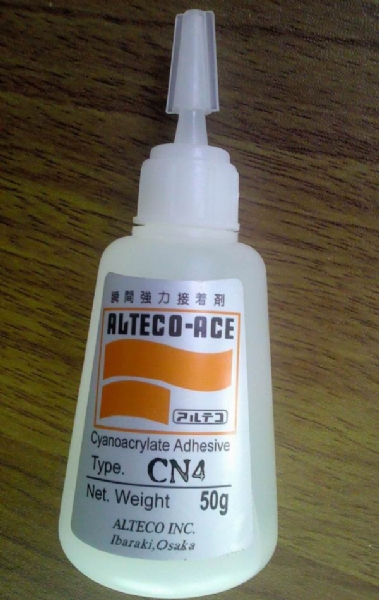 瞬間強力接着剤
ALTECO-ACE
アルテコ
Cyanoacrylate Adhesive
Type. CN4
Net. Weight 50g
ALTECO INC.
Ibaraki,Osaka